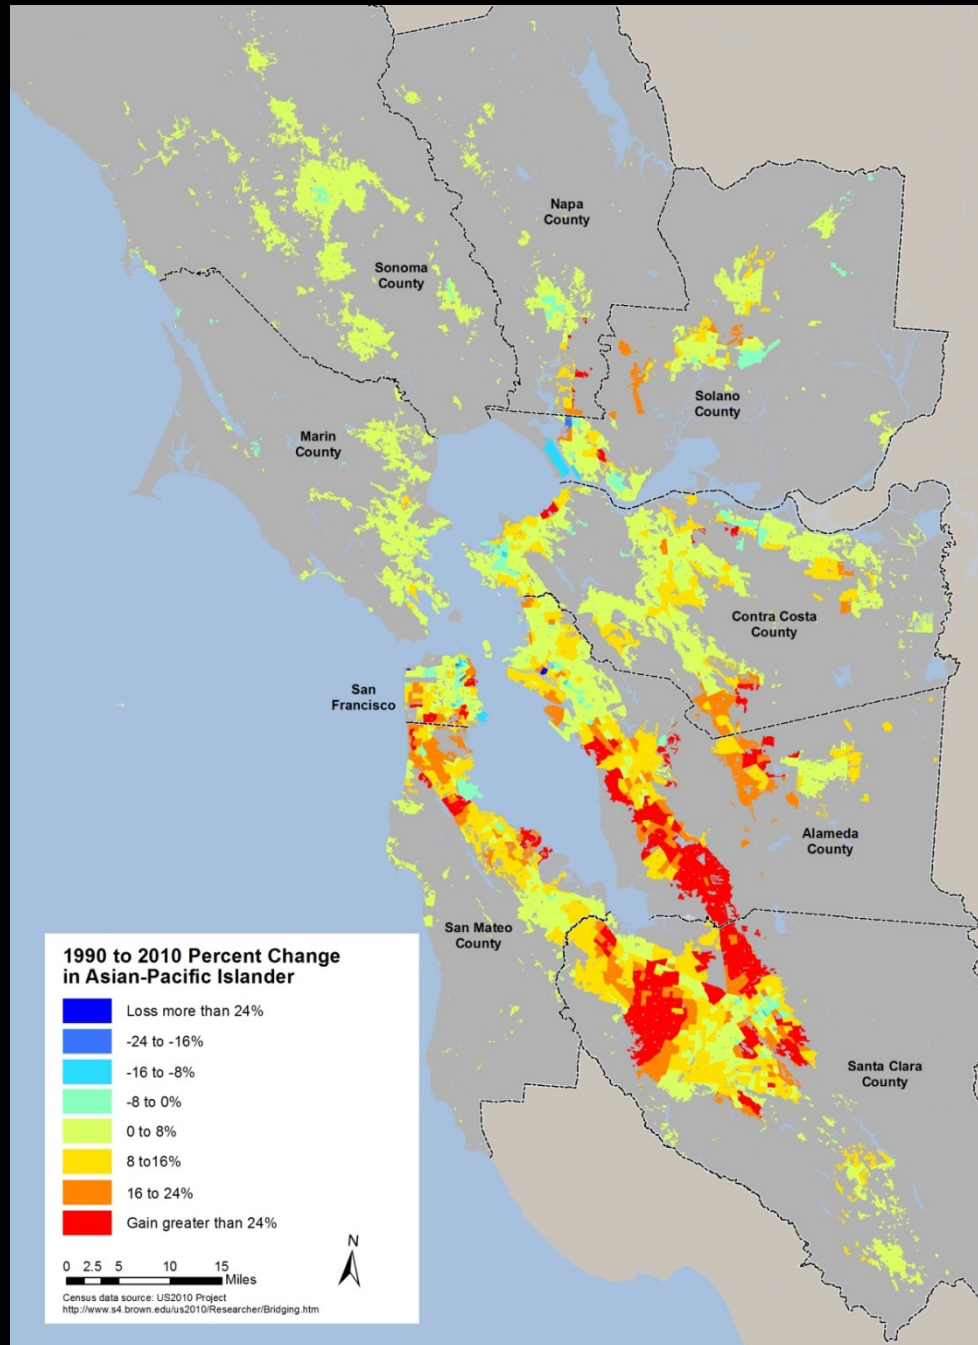 Napa
County
Sonoma
County
Solano
County
Marin
County
Contra Costa
County
San
Francisco
Alameda
County
San Mateo
County
Santa Clara
County
1990 to 2010 Percent Change
in Asian-Pacific Islander
Loss more than 24%
-24 to -16%
-16 to -8%
-8 to 0%
0 to 8%
8 to16%
16 to 24%
Gain greater than 24%
N
0 2.5 5 10 15
Miles
Census data source: US2010 Project
http://www.s4.brown.edu/us2010/Researcher/Bridging.htm